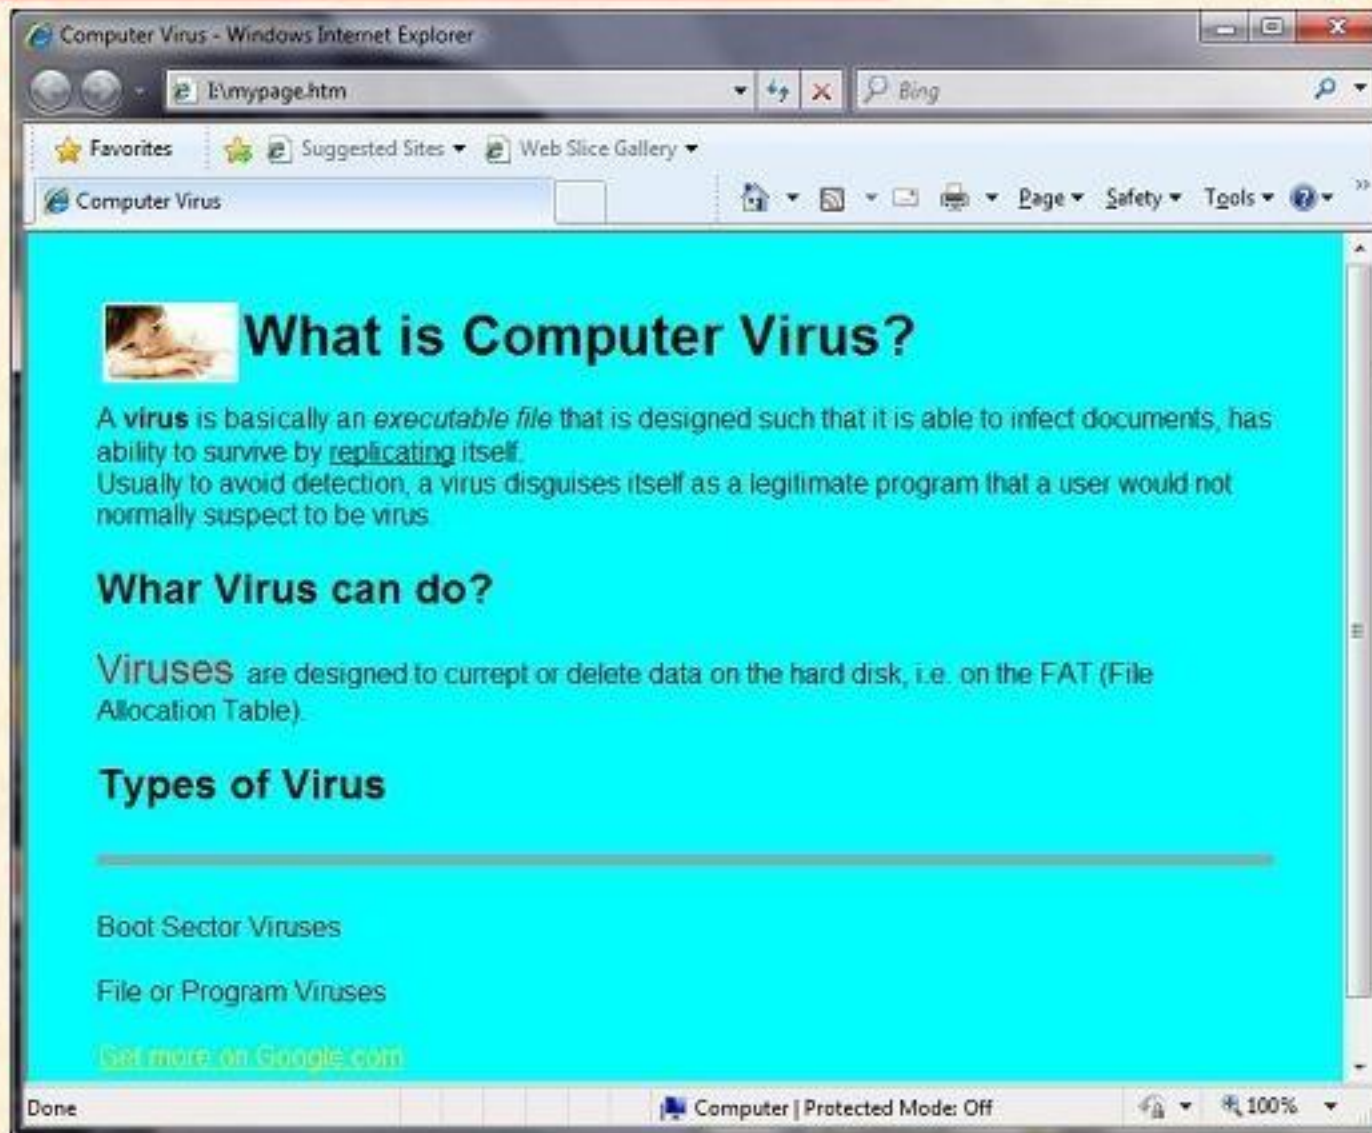 Computer Virus - Windows Internet Explorer
I:\mypage.htm
Bing
Favorites Suggested Sites Web Slice Gallery
Computer Virus
Page Safety Tools
What is Computer Virus?
A virus is basically an executable file that is designed such that it is able to infect documents, has
ability to survive by replicating itself.
Usually to avoid detection, a virus disguises itself as a legitimate program that a user would not
normally suspect to be virus.
Whar Virus can do?
Viruses are designed to currept or delete data on the hard disk, i.e. on the FAT (File
Allocation Table).
Types of Virus
Boot Sector Viruses
File or Program Viruses
Get more on Google.com
Done Computer | Protected Mode: Off 100%